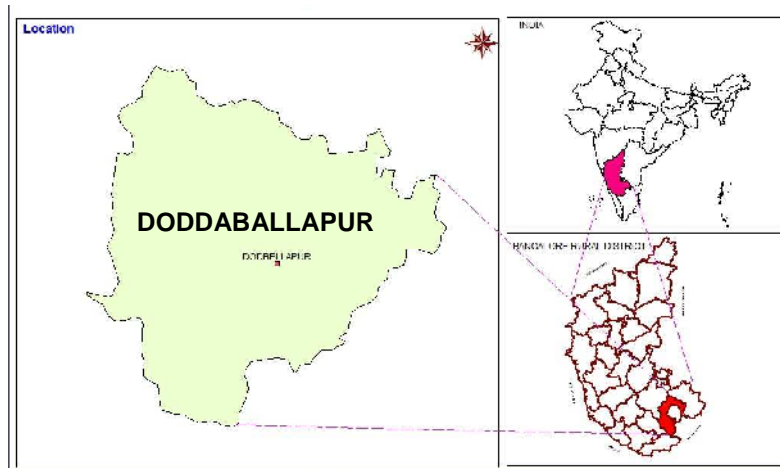 Location
INDIA
DODDABALLAPUR
DODBELLAPUR
BANGALORE RURAL DISTRICT